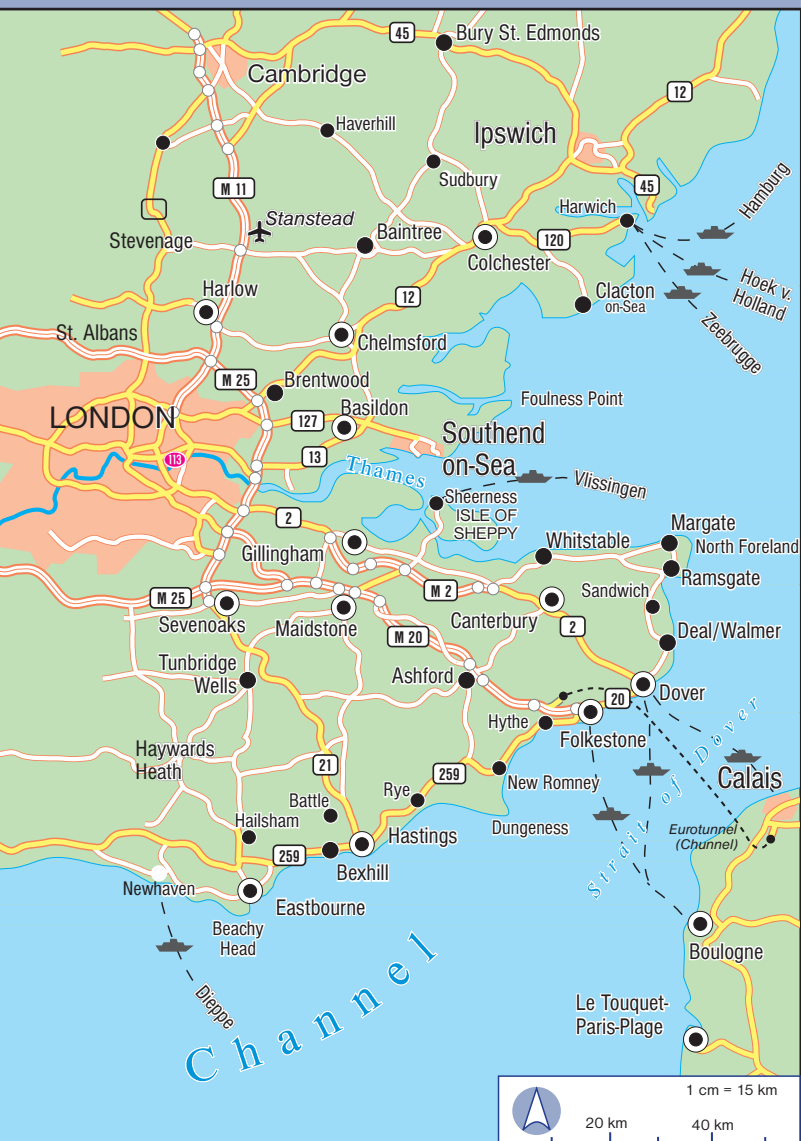 45
Bury St. Edmonds
Cambridge
12
Haverhill
Ipswich
Sudbury
M 11
45
Hamburg
Harwich
Stanstead
Baintree
Stevenage
120
Colchester
Hoek v.
Holland
Harlow
12
Clacton
on-Sea
Zeebrugge
St. Albans
Chelmsford
M 25
Brentwood
Foulness Point
LONDON
Basildon
127
Southend
on-Sea
113
13
Thames
Vlissingen
Sheerness
ISLE OF
SHEPPY
2
Margate
Gillingham
Whitstable
North Foreland
Ramsgate
M 25
M 2
Sandwich
Sevenoaks
Maidstone
Canterbury
2
M 20
Deal/Walmer
Tunbridge
Wells
Ashford
20
Dover
Hythe
Folkestone
Haywards
Heath
21
259
New Romney
Calais
Rye
Battle
Strait of Dover
Hailsham
Dungeness
Eurotunnel
(Chunnel)
Hastings
259
Bexhill
Newhaven
Eastbourne
Beachy
Head
Boulogne
Dieppe
Channel
Le Touquet-
Paris-Plage
1 cm = 15 km
20 km
40 km